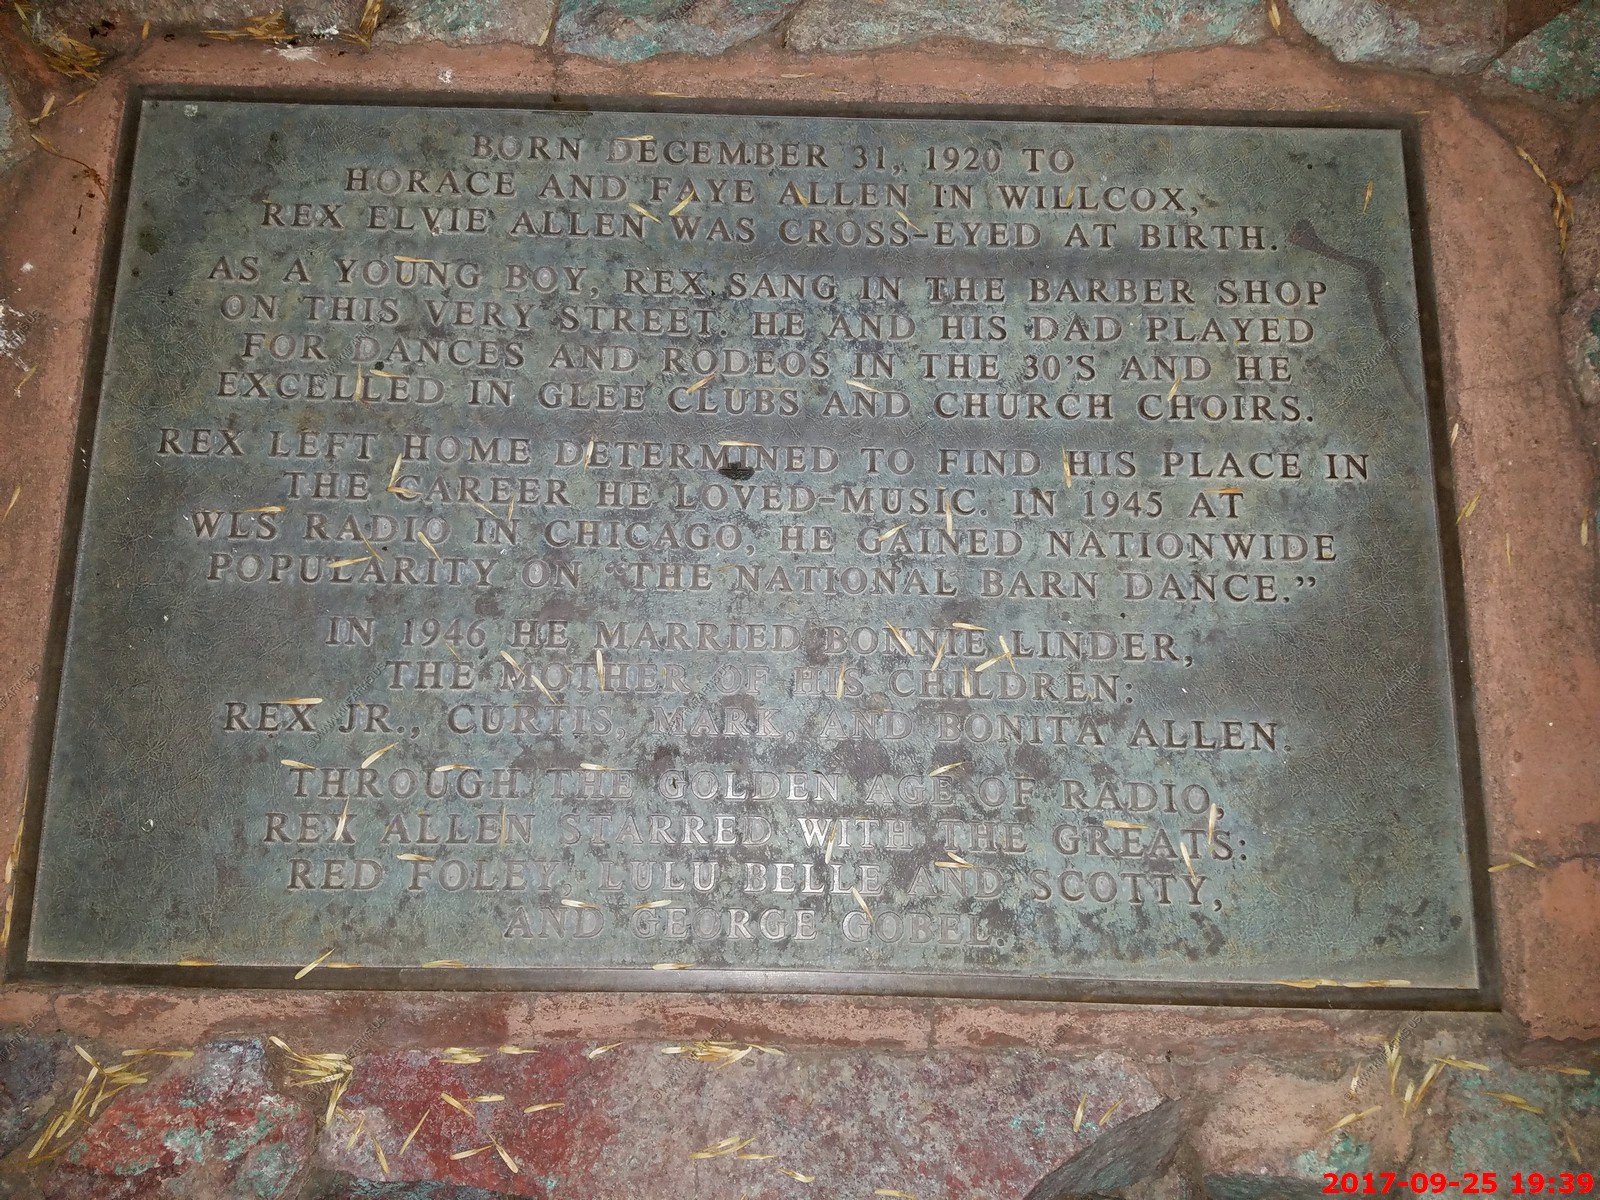 BORN DECEMBER 31, 1920 TO
HORACE AND FAYE ALLEN IN WILLCOX,
REX ELVIE ALLEN WAS CROSS-EYED AT BIRTH.
AS A YOUNG BOY, REX SANG IN THE BARBER SHOP
ON THIS VERY STREET. HE AND HIS DAD PLAYED
FOR DANCES AND RODEOS IN THE 30'S AND HE
EXCELLED IN GLEE CLUBS AND CHURCH CHOIRS.
REX LEFT HOME DETERMINED TO FIND HIS PLACE IN
THE CAREER HE LOVED-MUSIC. IN 1945 AT
WLS RADIO IN CHICAGO, HE GAINED NATIONWIDE
POPULARITY ON "THE NATIONAL BARN DANCE."
IN 1946 HE MARRIED BONNIE LINDER,
THE MOTHER OF HIS CHILDREN:
REX JR., CURTIS, MARK, AND BONITA ALLEN.
THROUGH THE GOLDEN AGE OF RADIO,
REX ALLEN STARRED WITH THE GREATS:
RED FOLEY, LULU BELLE AND SCOTTY,
AND GEORGE GOBEL.
2017-09-25 19:39